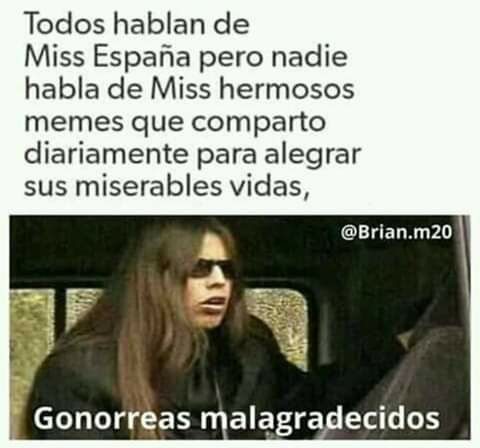 Todos hablan de
Miss España pero nadie
habla de Miss hermosos
memes que comparto
diariamente para alegrar
sus miserables vidas,
@Brian.m20
Gonorreas malagradecidos